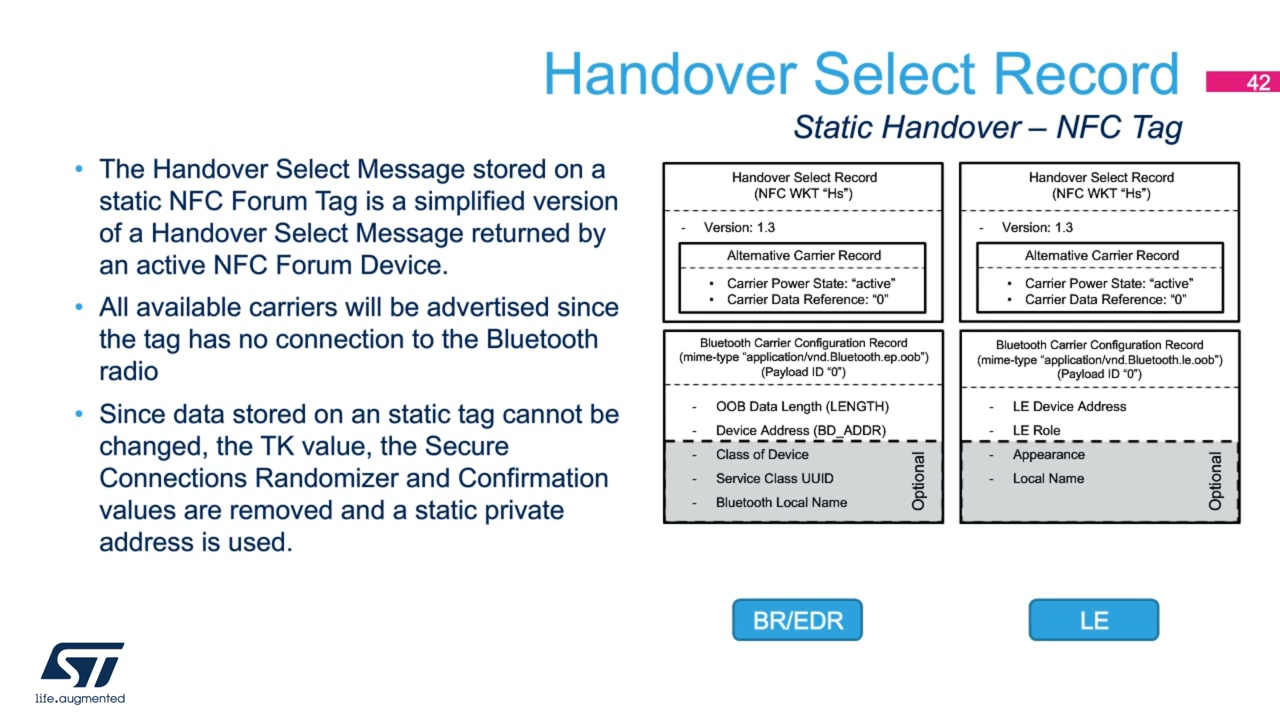 Handover Select Record
42
Static Handover – NFC Tag
• The Handover Select Message stored on a
static NFC Forum Tag is a simplified version
of a Handover Select Message returned by
an active NFC Forum Device.
• All available carriers will be advertised since
the tag has no connection to the Bluetooth
radio
• Since data stored on an static tag cannot be
changed, the TK value, the Secure
Connections Randomizer and Confirmation
values are removed and a static private
address is used.
Handover Select Record
(NFC WKT “Hs”)
- Version: 1.3
Alternative Carrier Record
• Carrier Power State: “active”
• Carrier Data Reference: “0”
Bluetooth Carrier Configuration Record
(mime-type “application/vnd.Bluetooth.ep.oob”)
(Payload ID “0”)
- OOB Data Length (LENGTH)
- Device Address (BD_ADDR)
- Class of Device
- Service Class UUID
- Bluetooth Local Name
Optional
BR/EDR
Handover Select Record
(NFC WKT “Hs”)
- Version: 1.3
Alternative Carrier Record
• Carrier Power State: “active”
• Carrier Data Reference: “0”
Bluetooth Carrier Configuration Record
(mime-type “application/vnd.Bluetooth.le.oob”)
(Payload ID “0”)
- LE Device Address
- LE Role
- Appearance
- Local Name
Optional
LE
ST
life.augmented